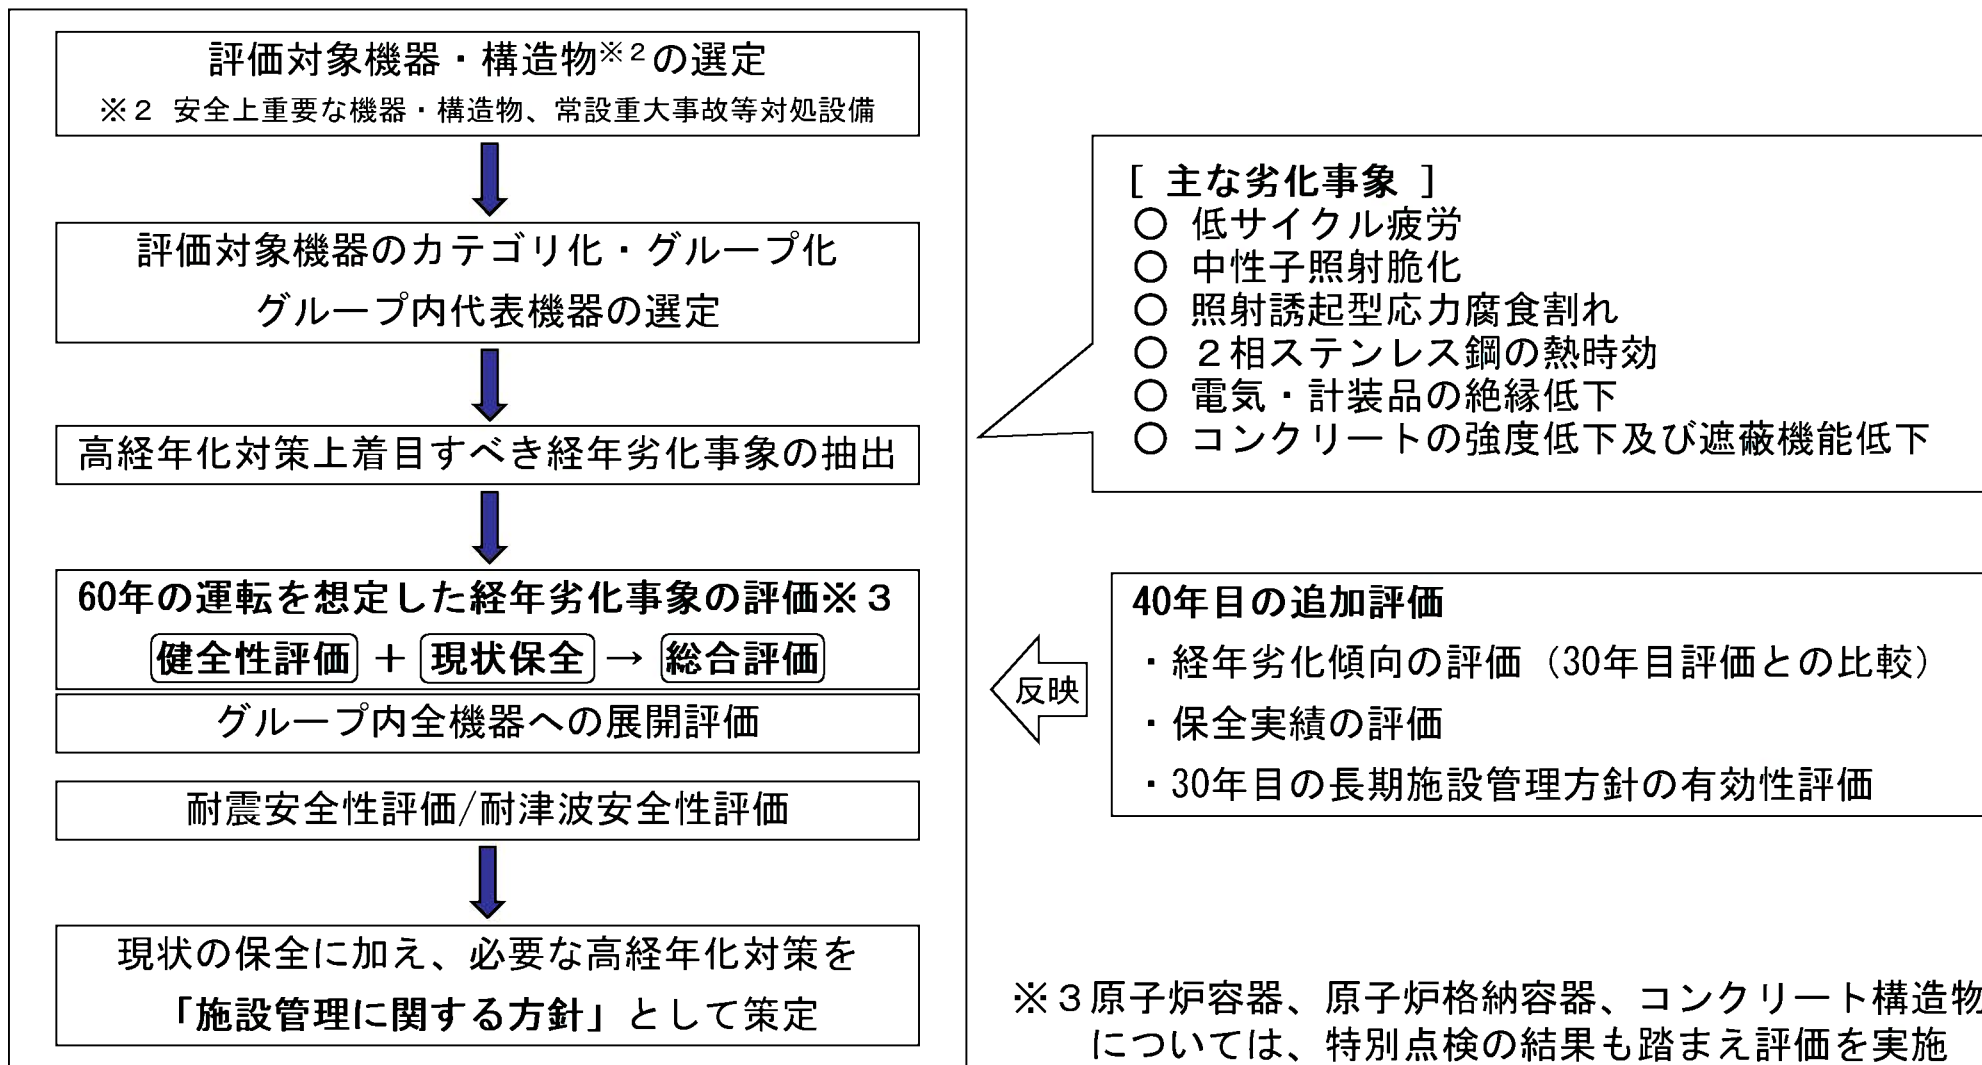 評価対象機器・構造物※２の選定
※２ 安全上重要な機器・構造物、常設重大事故等対処設備
評価対象機器のカテゴリ化・グループ化
グループ内代表機器の選定
高経年化対策上着目すべき経年劣化事象の抽出
60年の運転を想定した経年劣化事象の評価※３
健全性評価 ＋ 現状保全 → 総合評価
グループ内全機器への展開評価
耐震安全性評価/耐津波安全性評価
現状の保全に加え、必要な高経年化対策を
「施設管理に関する方針」として策定
[ 主な劣化事象 ]
○ 低サイクル疲労
○ 中性子照射脆化
○ 照射誘起型応力腐食割れ
○ ２相ステンレス鋼の熱時効
○ 電気・計装品の絶縁低下
○ コンクリートの強度低下及び遮蔽機能低下
反映
40年目の追加評価
・経年劣化傾向の評価（30年目評価との比較）
・保全実績の評価
・30年目の長期施設管理方針の有効性評価
※３原子炉容器、原子炉格納容器、コンクリート構造物
については、特別点検の結果も踏まえ評価を実施